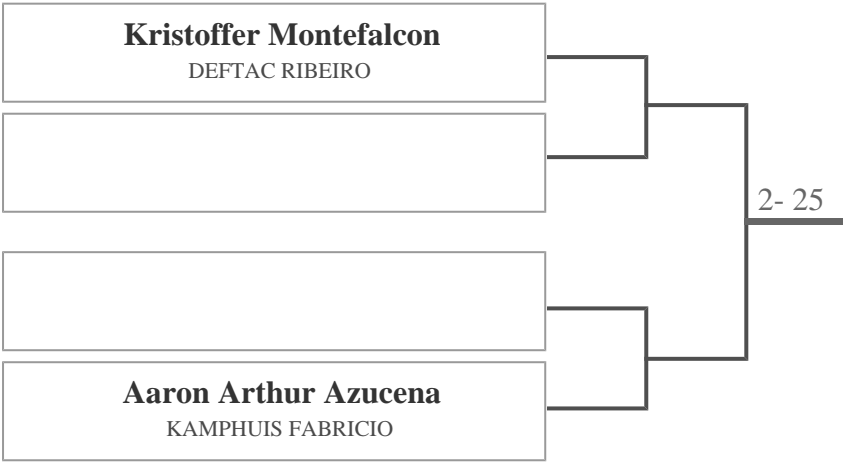 Kristoffer Montefalcon
DEFTAC RIBEIRO
2- 25
Aaron Arthur Azucena
KAMPHUIS FABRICIO